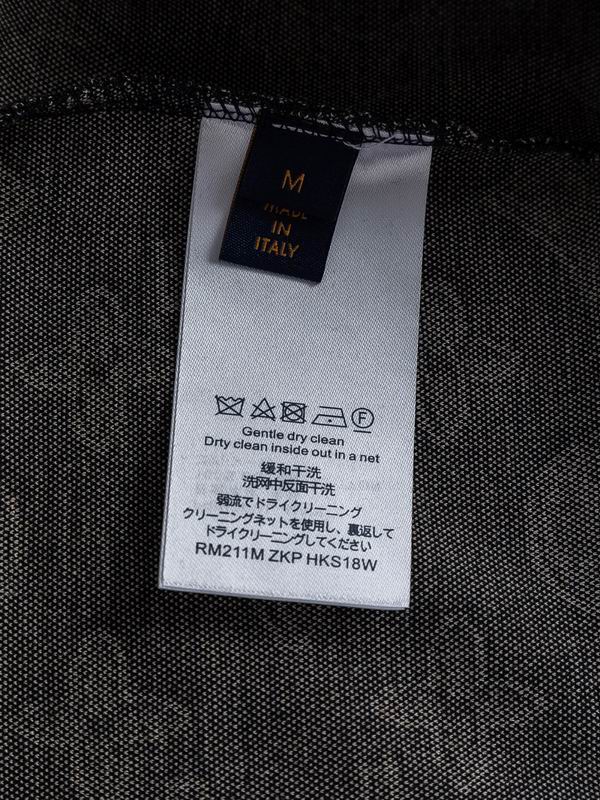 M
MADE
IN
ITALY
F
Gentle dry clean
Drty clean inside out in a net
缓和干洗
洗网中反面干洗
弱流でドライクリーニング
クリーニングネットを使用し、裏返して
ドライクリーニングしてください
RM211M ZKP HKS18W